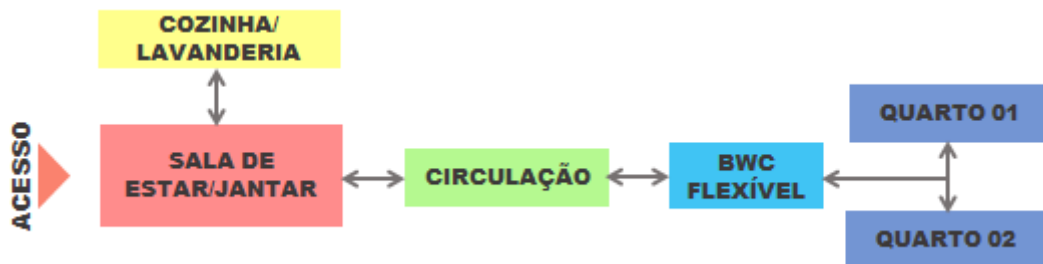 COZINHA/
LAVANDERIA
ACESSO
SALA DE
ESTAR/JANTAR
CIRCULAÇÃO
BWC
FLEXÍVEL
QUARTO 01
QUARTO 02